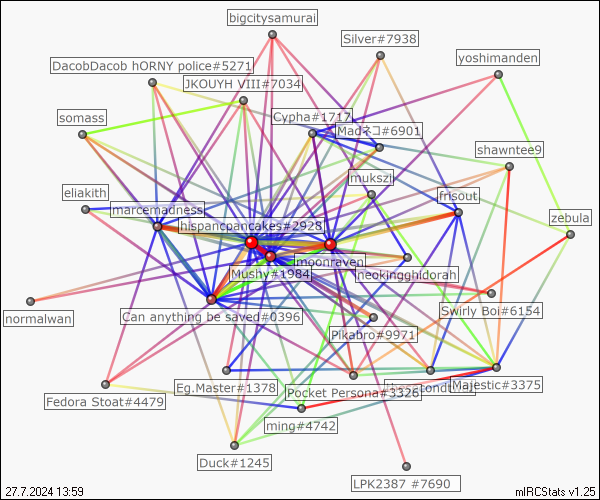 bigcitysamurai
Silver#7938
yoshimanden
DacobDacob hORNY police#5271
JKOUYH VIII#7034
Cypha#1717
somass
Madネコ#6901
shawntee9
mukszi
eliakith
frisout
marcemadness
zebula
hispancpancakes#2928
moonraven
Mushy#1984
neokingghidorah
normalwan
Can anything be saved#0396
Swirly Boi#6154
Pikabro#9971
Eg.Master#1378
Majestic#3375
Pocket Persona#3326
Fedora Stoat#4479
ming#4742
Duck#1245
LPK2387 #7690
27.7.2024 13:59
mIRCStats v1.25